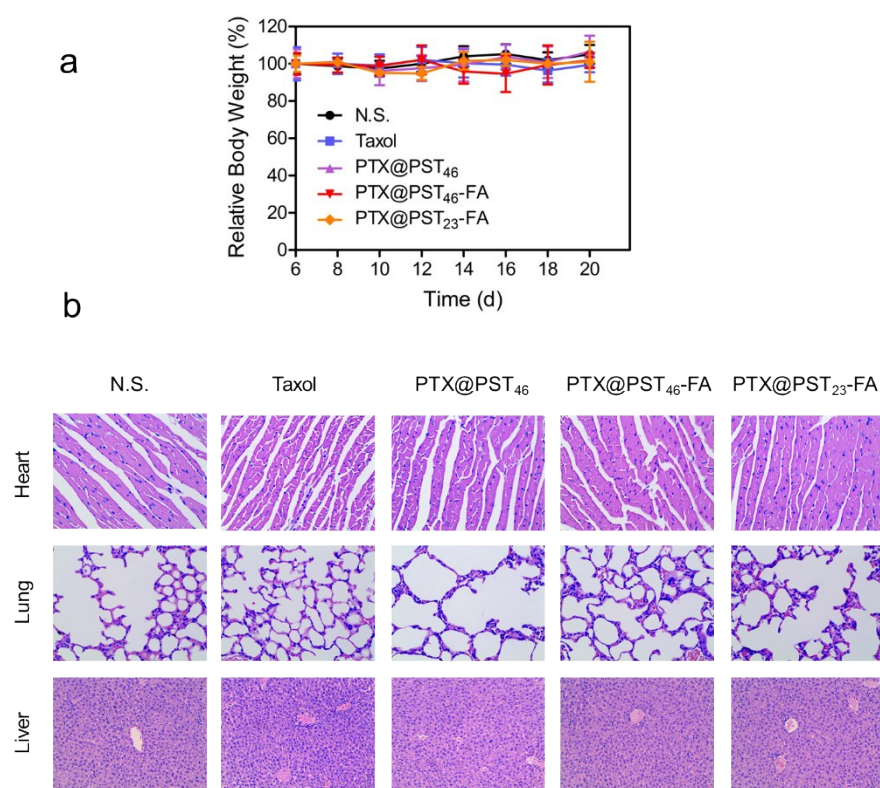 a
Relative Body Weight (%)
120
100
80
60
40
20
0
N.S.
Taxol
PTX@PST46
PTX@PST46-FA
PTX@PST23-FA
6 8 10 12 14 16 18 20
Time (d)
b
N.S. Taxol PTX@PST46 PTX@PST46-FA PTX@PST23-FA
Heart
Lung
Liver